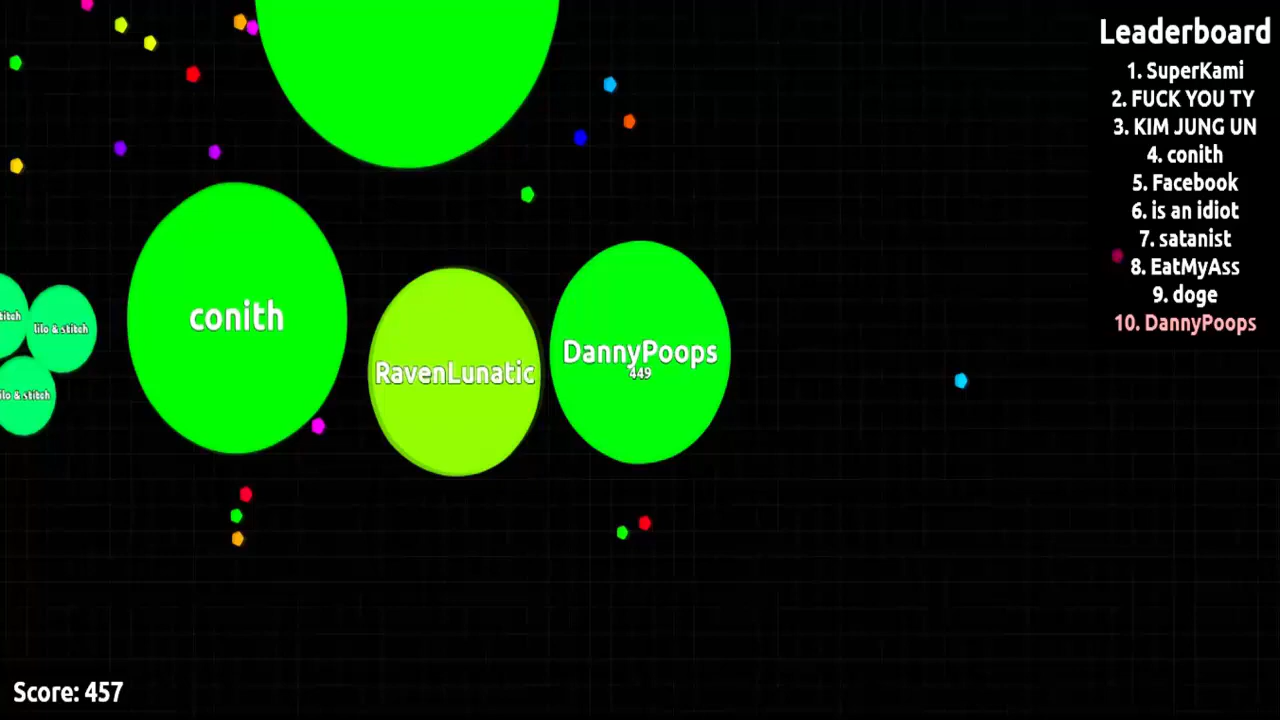 Leaderboard
1. SuperKami
2. FUCK YOU TY
3. KIM JUNG UN
4. conith
5. Facebook
6. is an idiot
7. satanist
8. EatMyAss
9. doge
10. DannyPoops
conith
stitch
lilo & stitch
DannyPoops
RavenLunatic
449
lilo & stitch
Score: 457